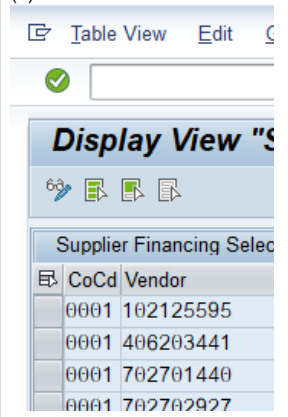 Table View Edit
Display View "S
Supplier Financing Selec
CoCd Vendor
0001 102125595
0001 406203441
0001 702701440
0001 702702927